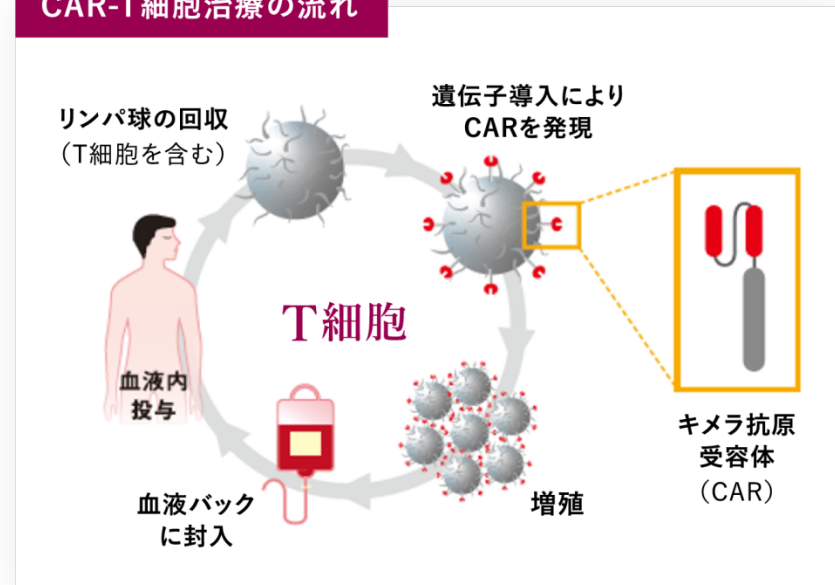 CAR-T細胞治療の流れ
リンパ球の回収
（T細胞を含む）
遺伝子導入により
CARを発現
T細胞
血液内
投与
キメラ抗原
受容体
（CAR）
増殖
血液バック
に封入